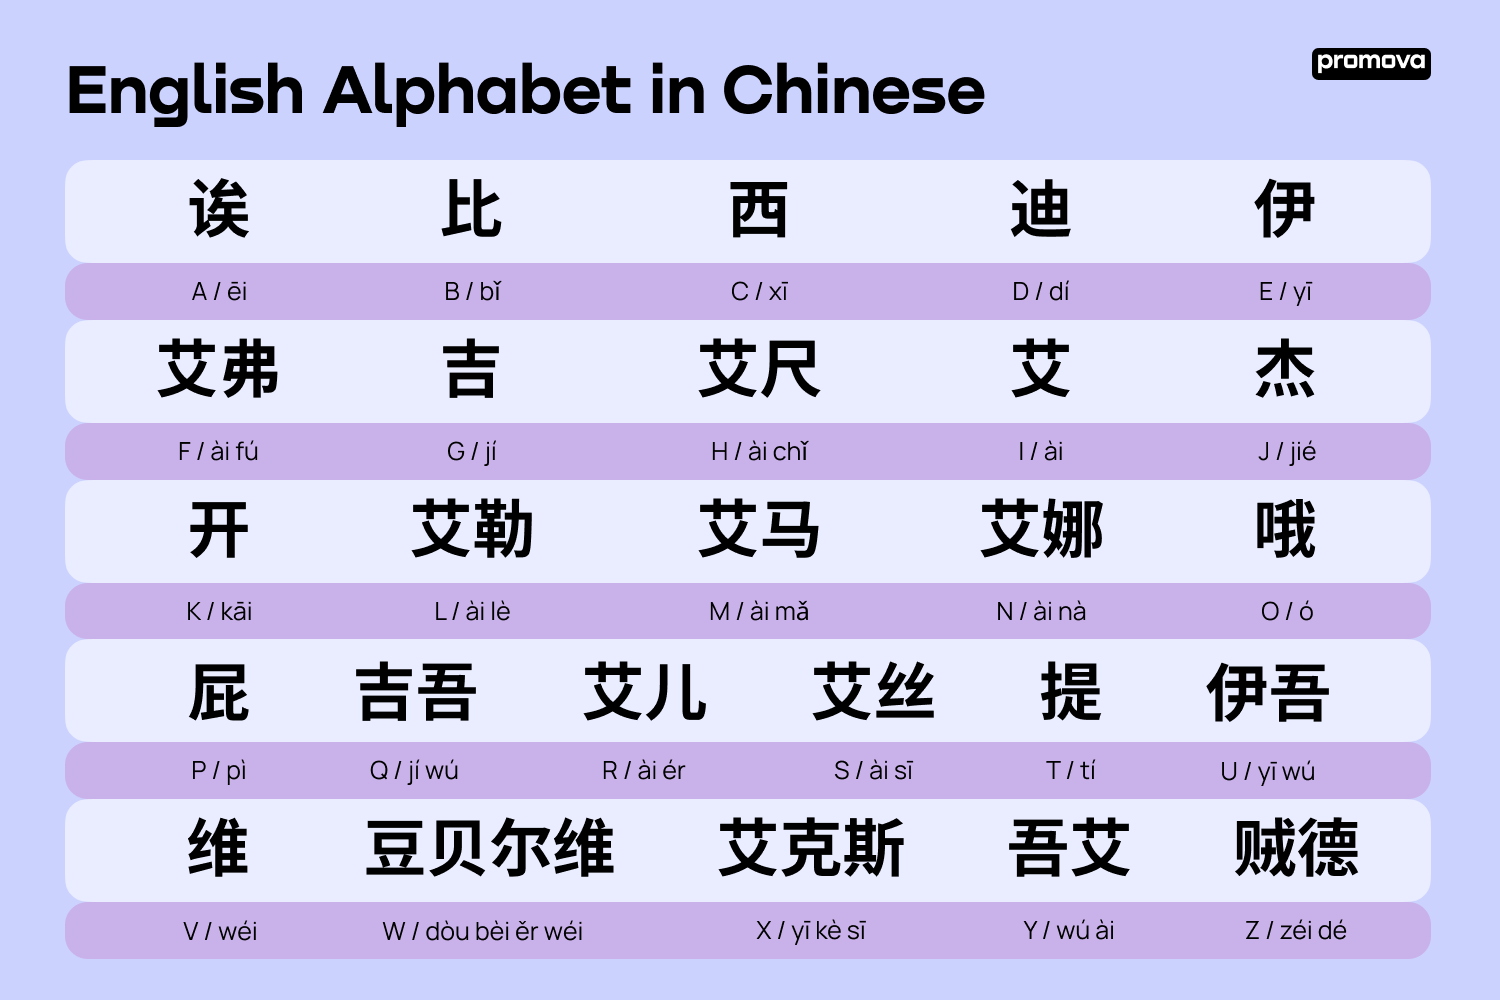 English Alphabet in Chinese
promova
诶 比 西 迪 伊
A / ēi B / bǐ C / xī D / dí E / yī
艾弗 吉 艾尺 艾 杰
F / ài fú G / jí H / ài chǐ I / ài J / jié
开 艾勒 艾马 艾娜 哦
K / kāi L / ài lè M / ài mǎ N / ài nà O / ó
屁 吉吾 艾儿 艾丝 提 伊吾
P / pì Q / jí wú R / ài ér S / ài sī T / tí U / yī wú
维 豆贝尔维 艾克斯 吾艾 贼德
V / wéi W / dòu bèi ěr wéi X / yī kè sī Y / wú ài Z / zéi dé